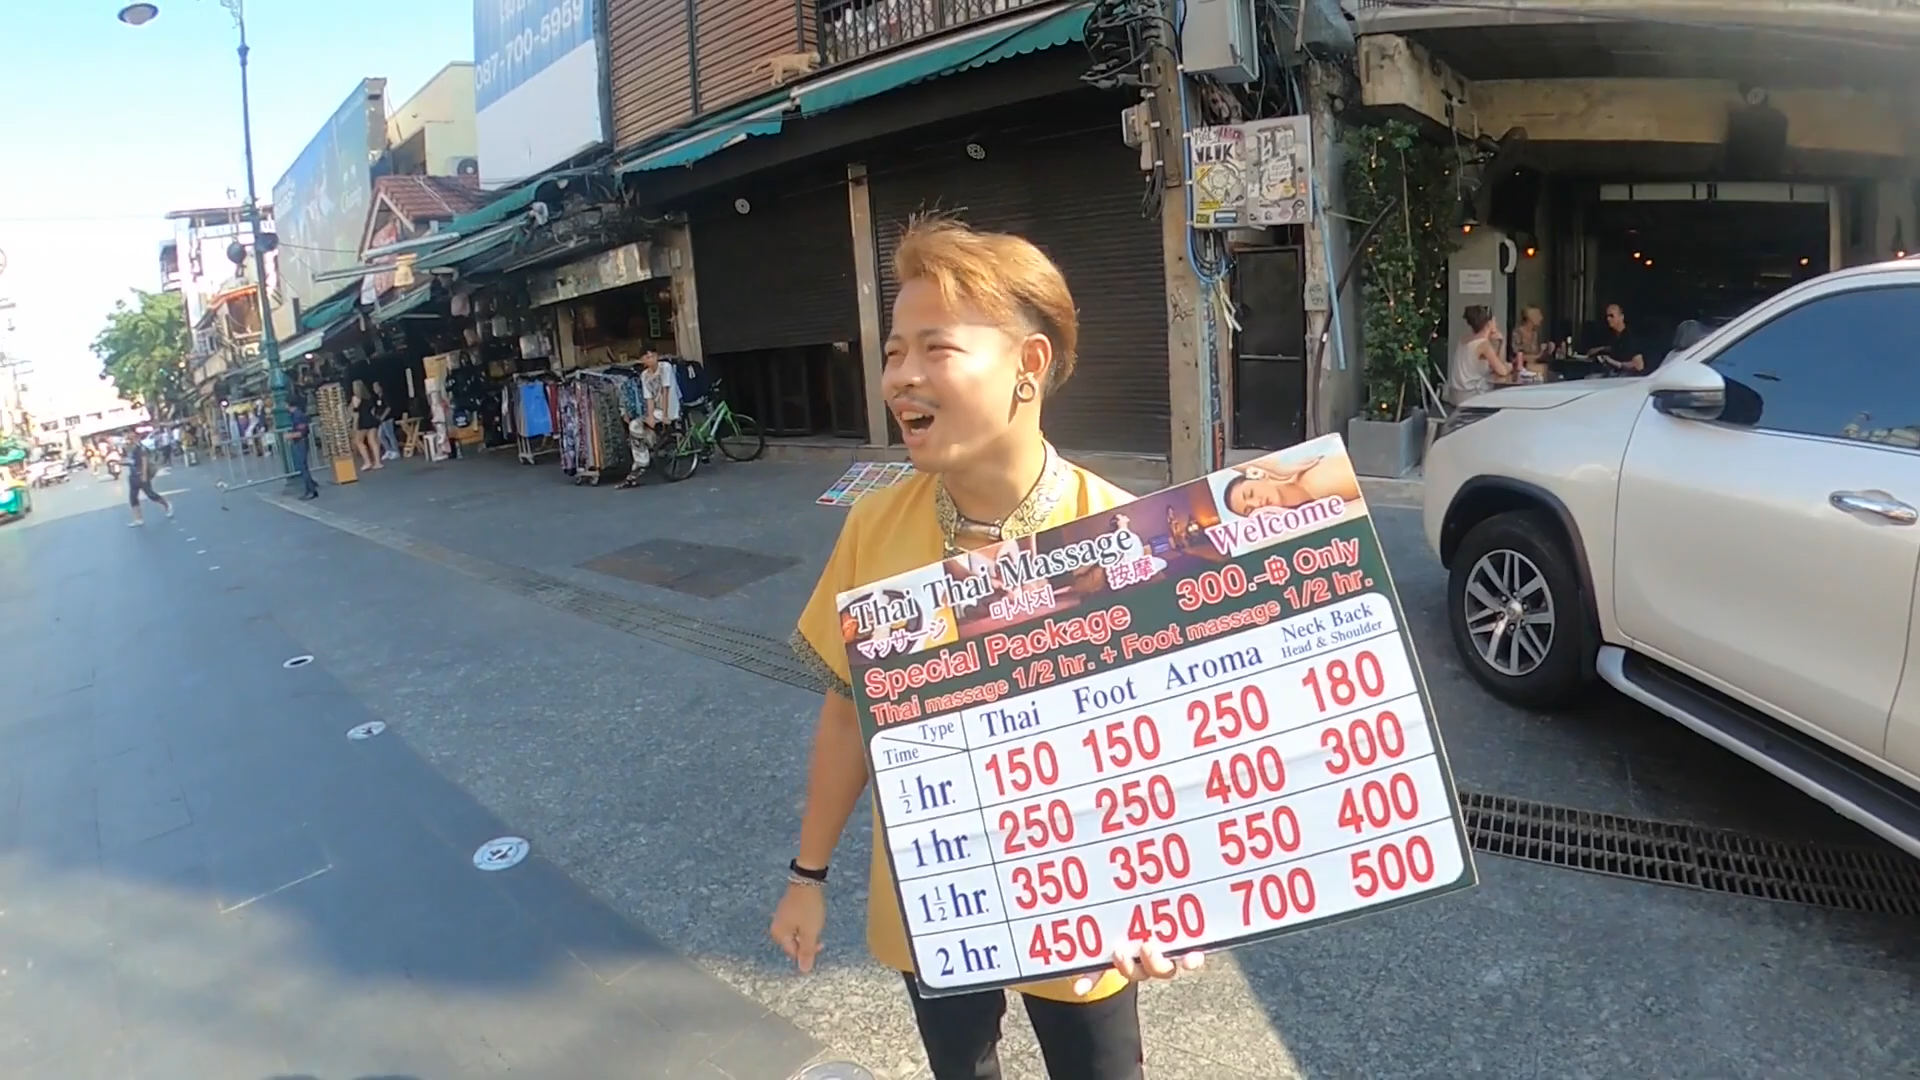 087-700-5959
Chang
Thai Thai Massage
Welcome
マッサージ
마사지
按摩
Special Package 300.-฿ Only
Thai massage 1/2 hr. + Foot massage 1/2 hr.
Type Time Thai Foot Aroma Neck Back Head & Shoulder
½ hr. 150 150 250 180
1 hr. 250 250 400 300
1½ hr. 350 350 550 400
2 hr. 450 450 700 500